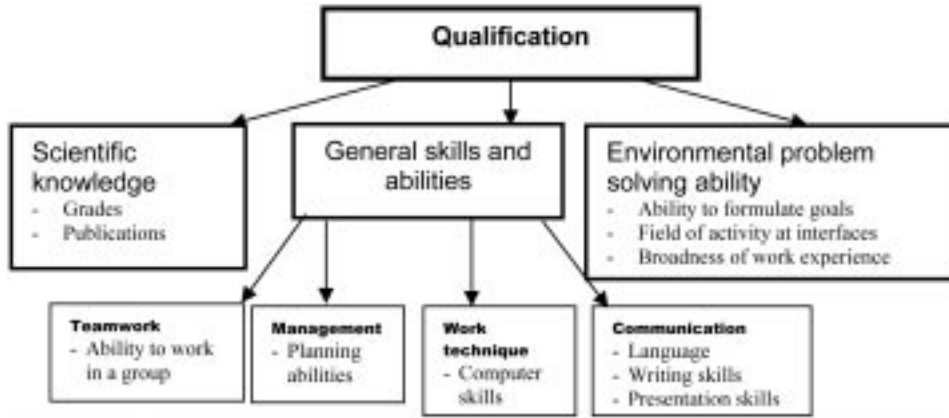 Qualification
Scientific
knowledge
- Grades
- Publications
General skills and
abilities
Environmental problem
solving ability
- Ability to formulate goals
- Field of activity at interfaces
- Broadness of work experience
Teamwork
- Ability to work
in a group
Management
- Planning
abilities
Work
technique
- Computer
skills
Communication
- Language
- Writing skills
- Presentation skills